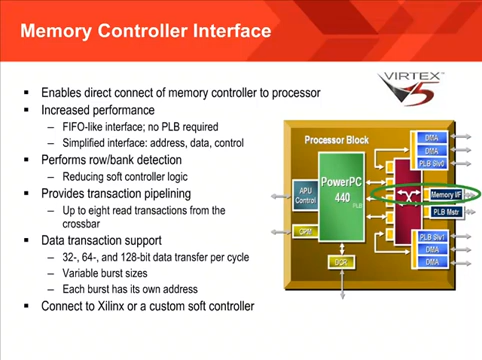 Memory Controller Interface
VIRTEX
5
Enables direct connect of memory controller to processor
Increased performance
– FIFO-like interface; no PLB required
– Simplified interface: address, data, control
Performs row/bank detection
– Reducing soft controller logic
Provides transaction pipelining
– Up to eight read transactions from the
crossbar
Data transaction support
– 32-, 64-, and 128-bit data transfer per cycle
– Variable burst sizes
– Each burst has its own address
Connect to Xilinx or a custom soft controller
Processor Block
DMA
DMA
PLB Slv0
PowerPC
440
PLB
APU
Control
X
Memory I/F
PLB Mstr
CPM
PLB Slv1
DMA
DMA
DCR